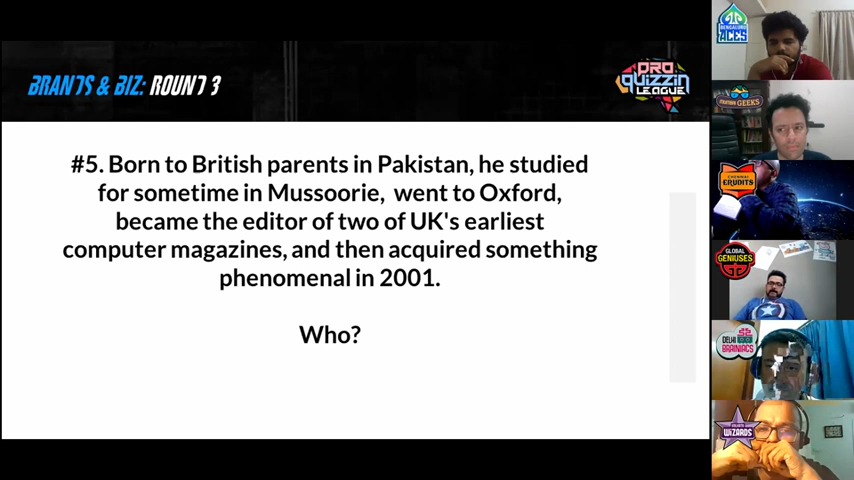 BRANDS & BIZ: ROUND 3
PRO
QUIZZIN
LEAGUE
#5. Born to British parents in Pakistan, he studied
for sometime in Mussoorie, went to Oxford,
became the editor of two of UK's earliest
computer magazines, and then acquired something
phenomenal in 2001.
Who?
BENGALURU
ACES
GEEKS
CHENNAI
ERUDITS
GLOBAL
GENIUSES
DELHI
BRAINIACS
WIZARDS